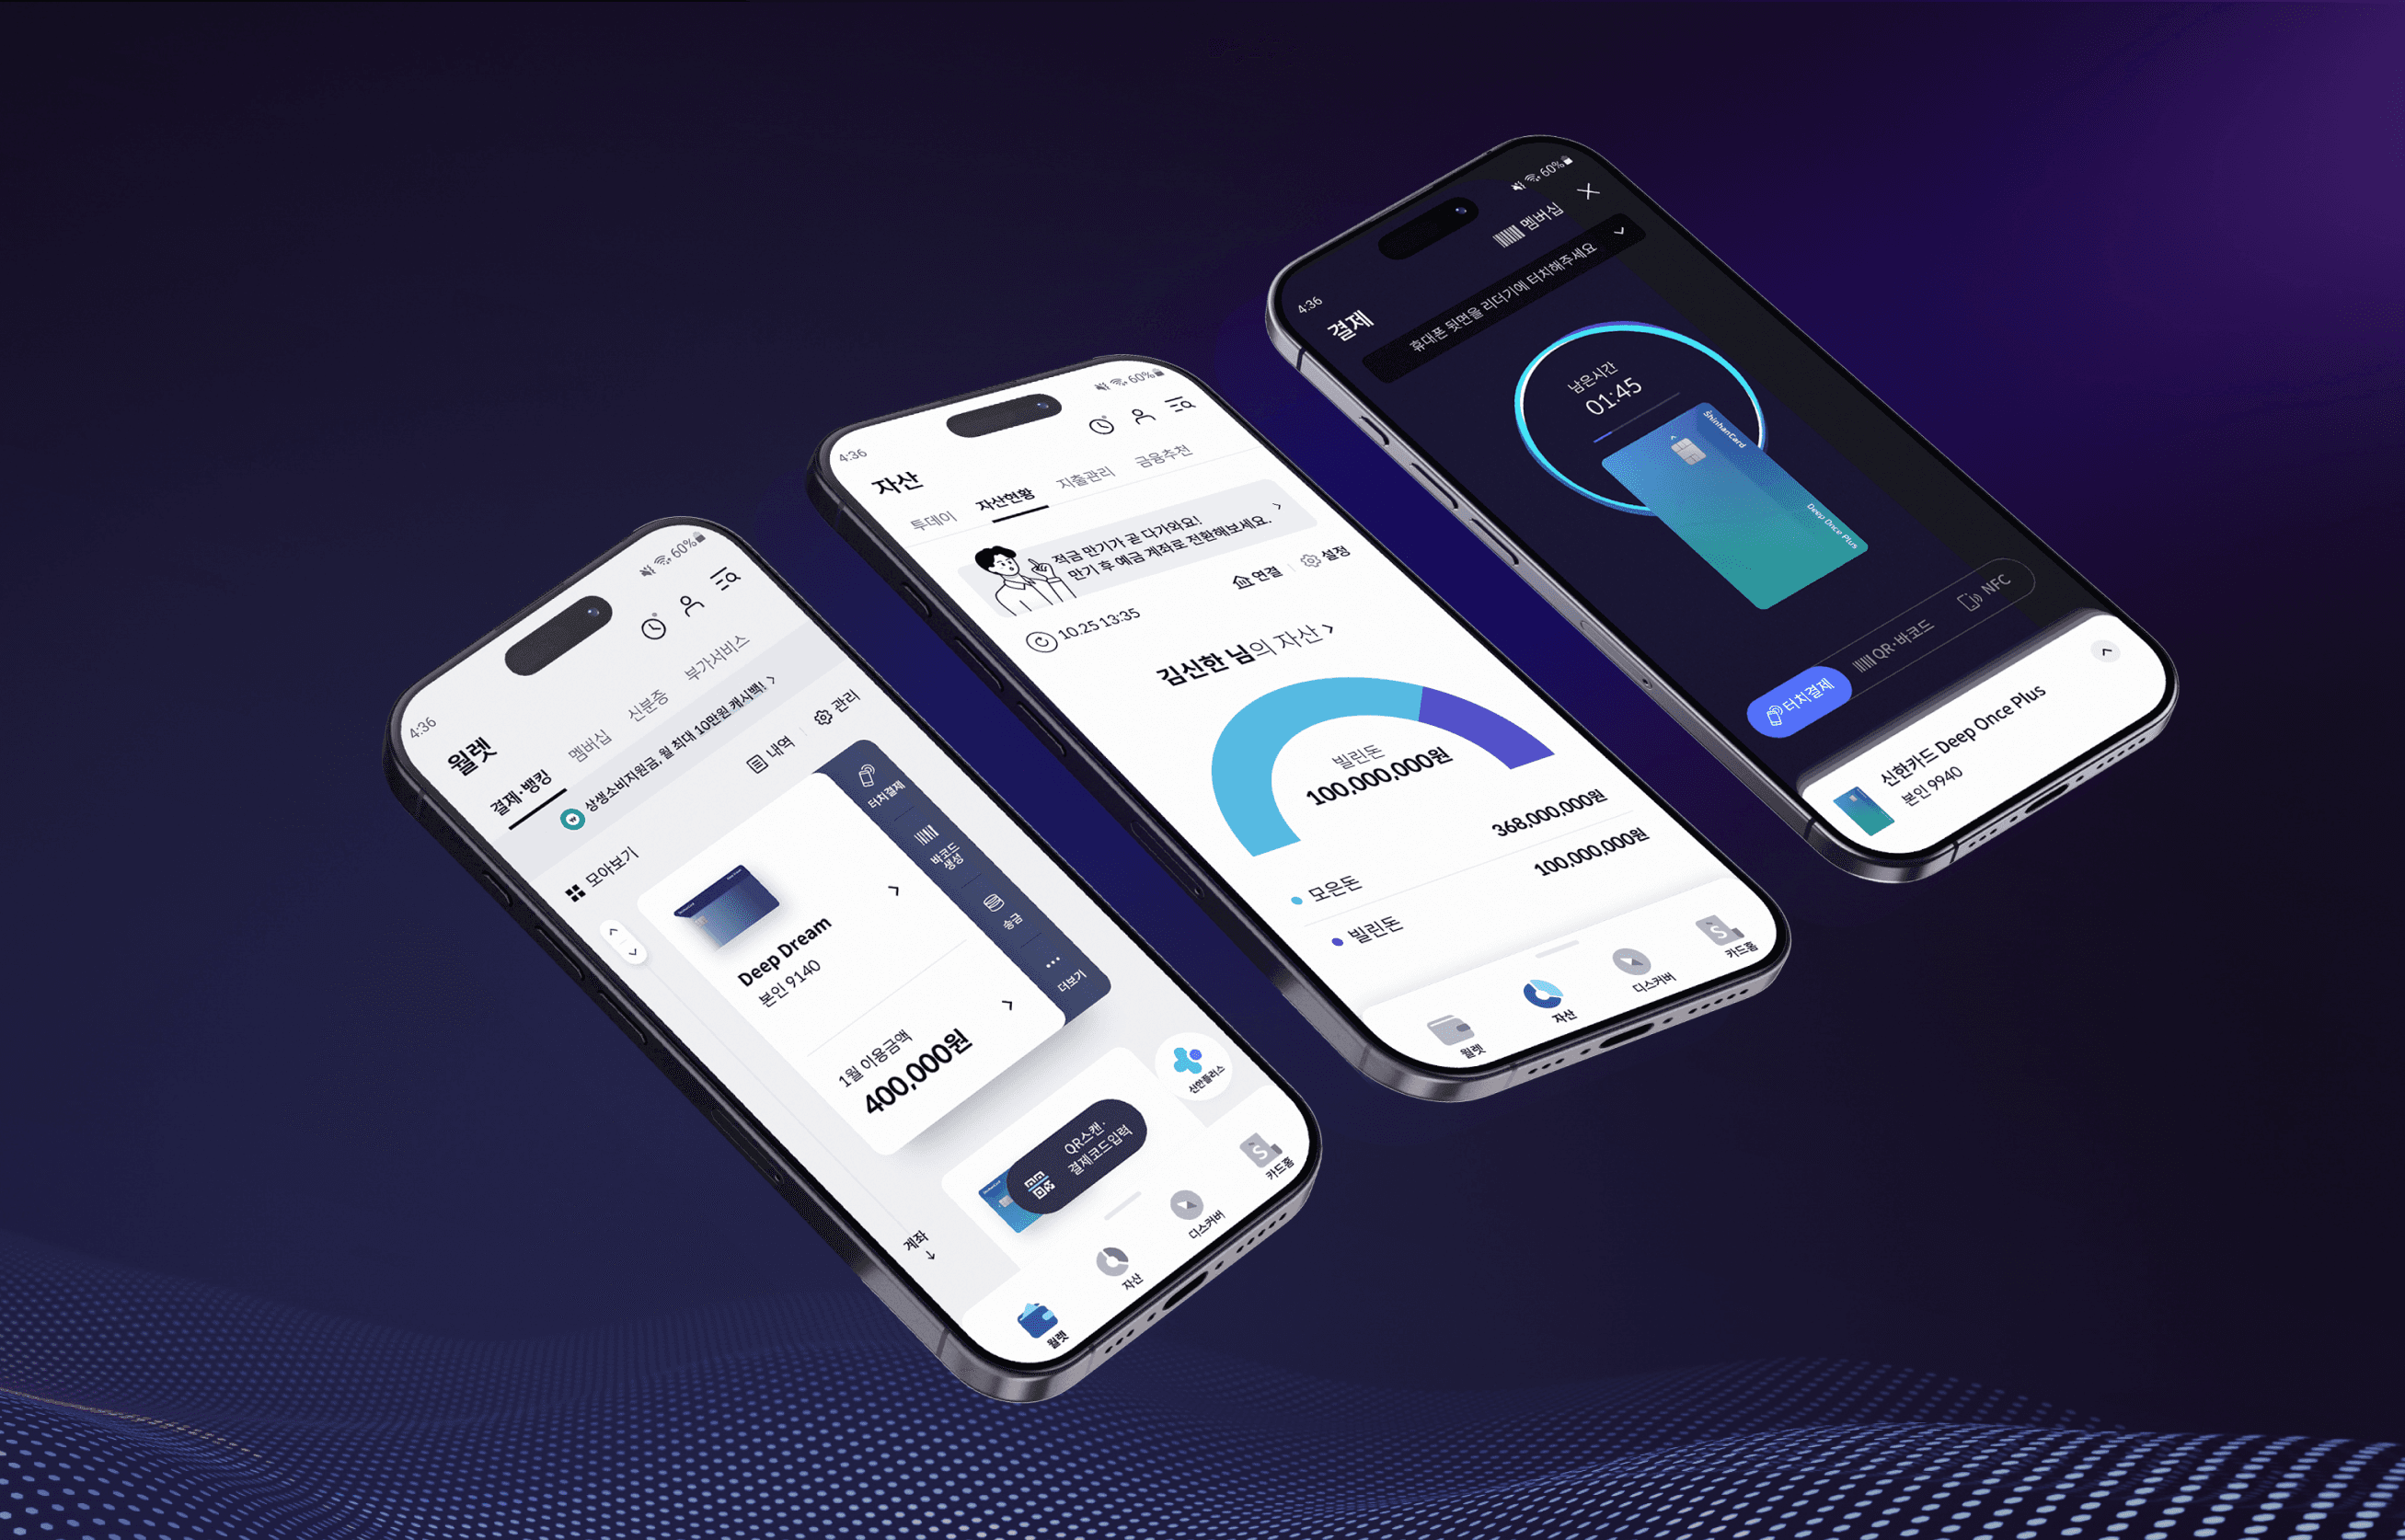 4:36
60%
월렛
결제·뱅킹
멤버십
신분증
부가서비스
상생소비지원금, 월 최대 10만원 캐시백!
모아보기
내역
관리
Deep Dream
본인 9140
1월 이용금액
400,000원
터치결제
바코드
생성
송금
더보기
신한플러스
QR스캔·
결제코드입력
계좌
월렛
자산
디스커버
카드홈
4:36
60%
자산
투데이
자산현황
지출관리
금융추천
적금 만기가 곧 다가와요!
만기 후 예금 계좌로 전환해보세요.
10.25 13:35
연결
설정
김신한 님의 자산
빌린돈
100,000,000원
모은돈
368,000,000원
빌린돈
100,000,000원
월렛
자산
디스커버
카드홈
4:36
60%
결제
멤버십
휴대폰 뒷면을 리더기에 터치해주세요
남은시간
01:45
ShinhanCard
Deep Once Plus
터치결제
QR·바코드
NFC
신한카드 Deep Once Plus
본인 9940